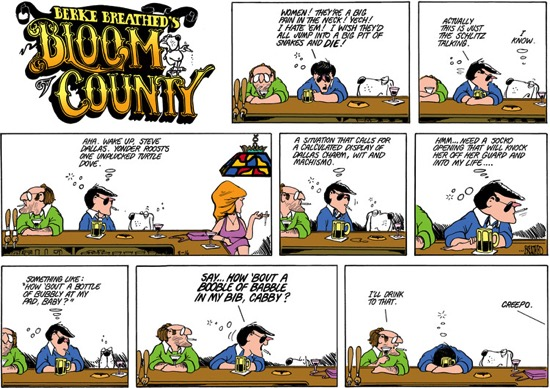 BERKE BREATHED'S
BLOOM
COUNTY
WOMEN! THEY'RE A BIG
PAIN IN THE NECK! YECH!
I HATE 'EM! I WISH THEY'D
ALL JUMP INTO A BIG PIT OF
SNAKES AND DIE!
ACTUALLY
THIS IS JUST
THE SCHLITZ
TALKING.
I
KNOW.
AHA. WAKE UP, STEVE
DALLAS. YONDER ROOSTS
ONE UNPLUCKED TURTLE
DOVE.
9-16
A SITUATION THAT CALLS FOR
A CALCULATED DISPLAY OF
DALLAS CHARM, WIT AND
MACHISMO.
HMM... NEED A JOCKO
OPENING THAT WILL KNOCK
HER OFF HER GUARD AND
INTO MY LIFE....
SOMETHING LIKE:
"HOW 'BOUT A BOTTLE
OF BUBBLY AT MY
PAD, BABY?"
SAY... HOW 'BOUT A
BOOBLE OF BABBLE
IN MY BIB, CABBY?
I'LL DRINK
TO THAT.
CREEPO.